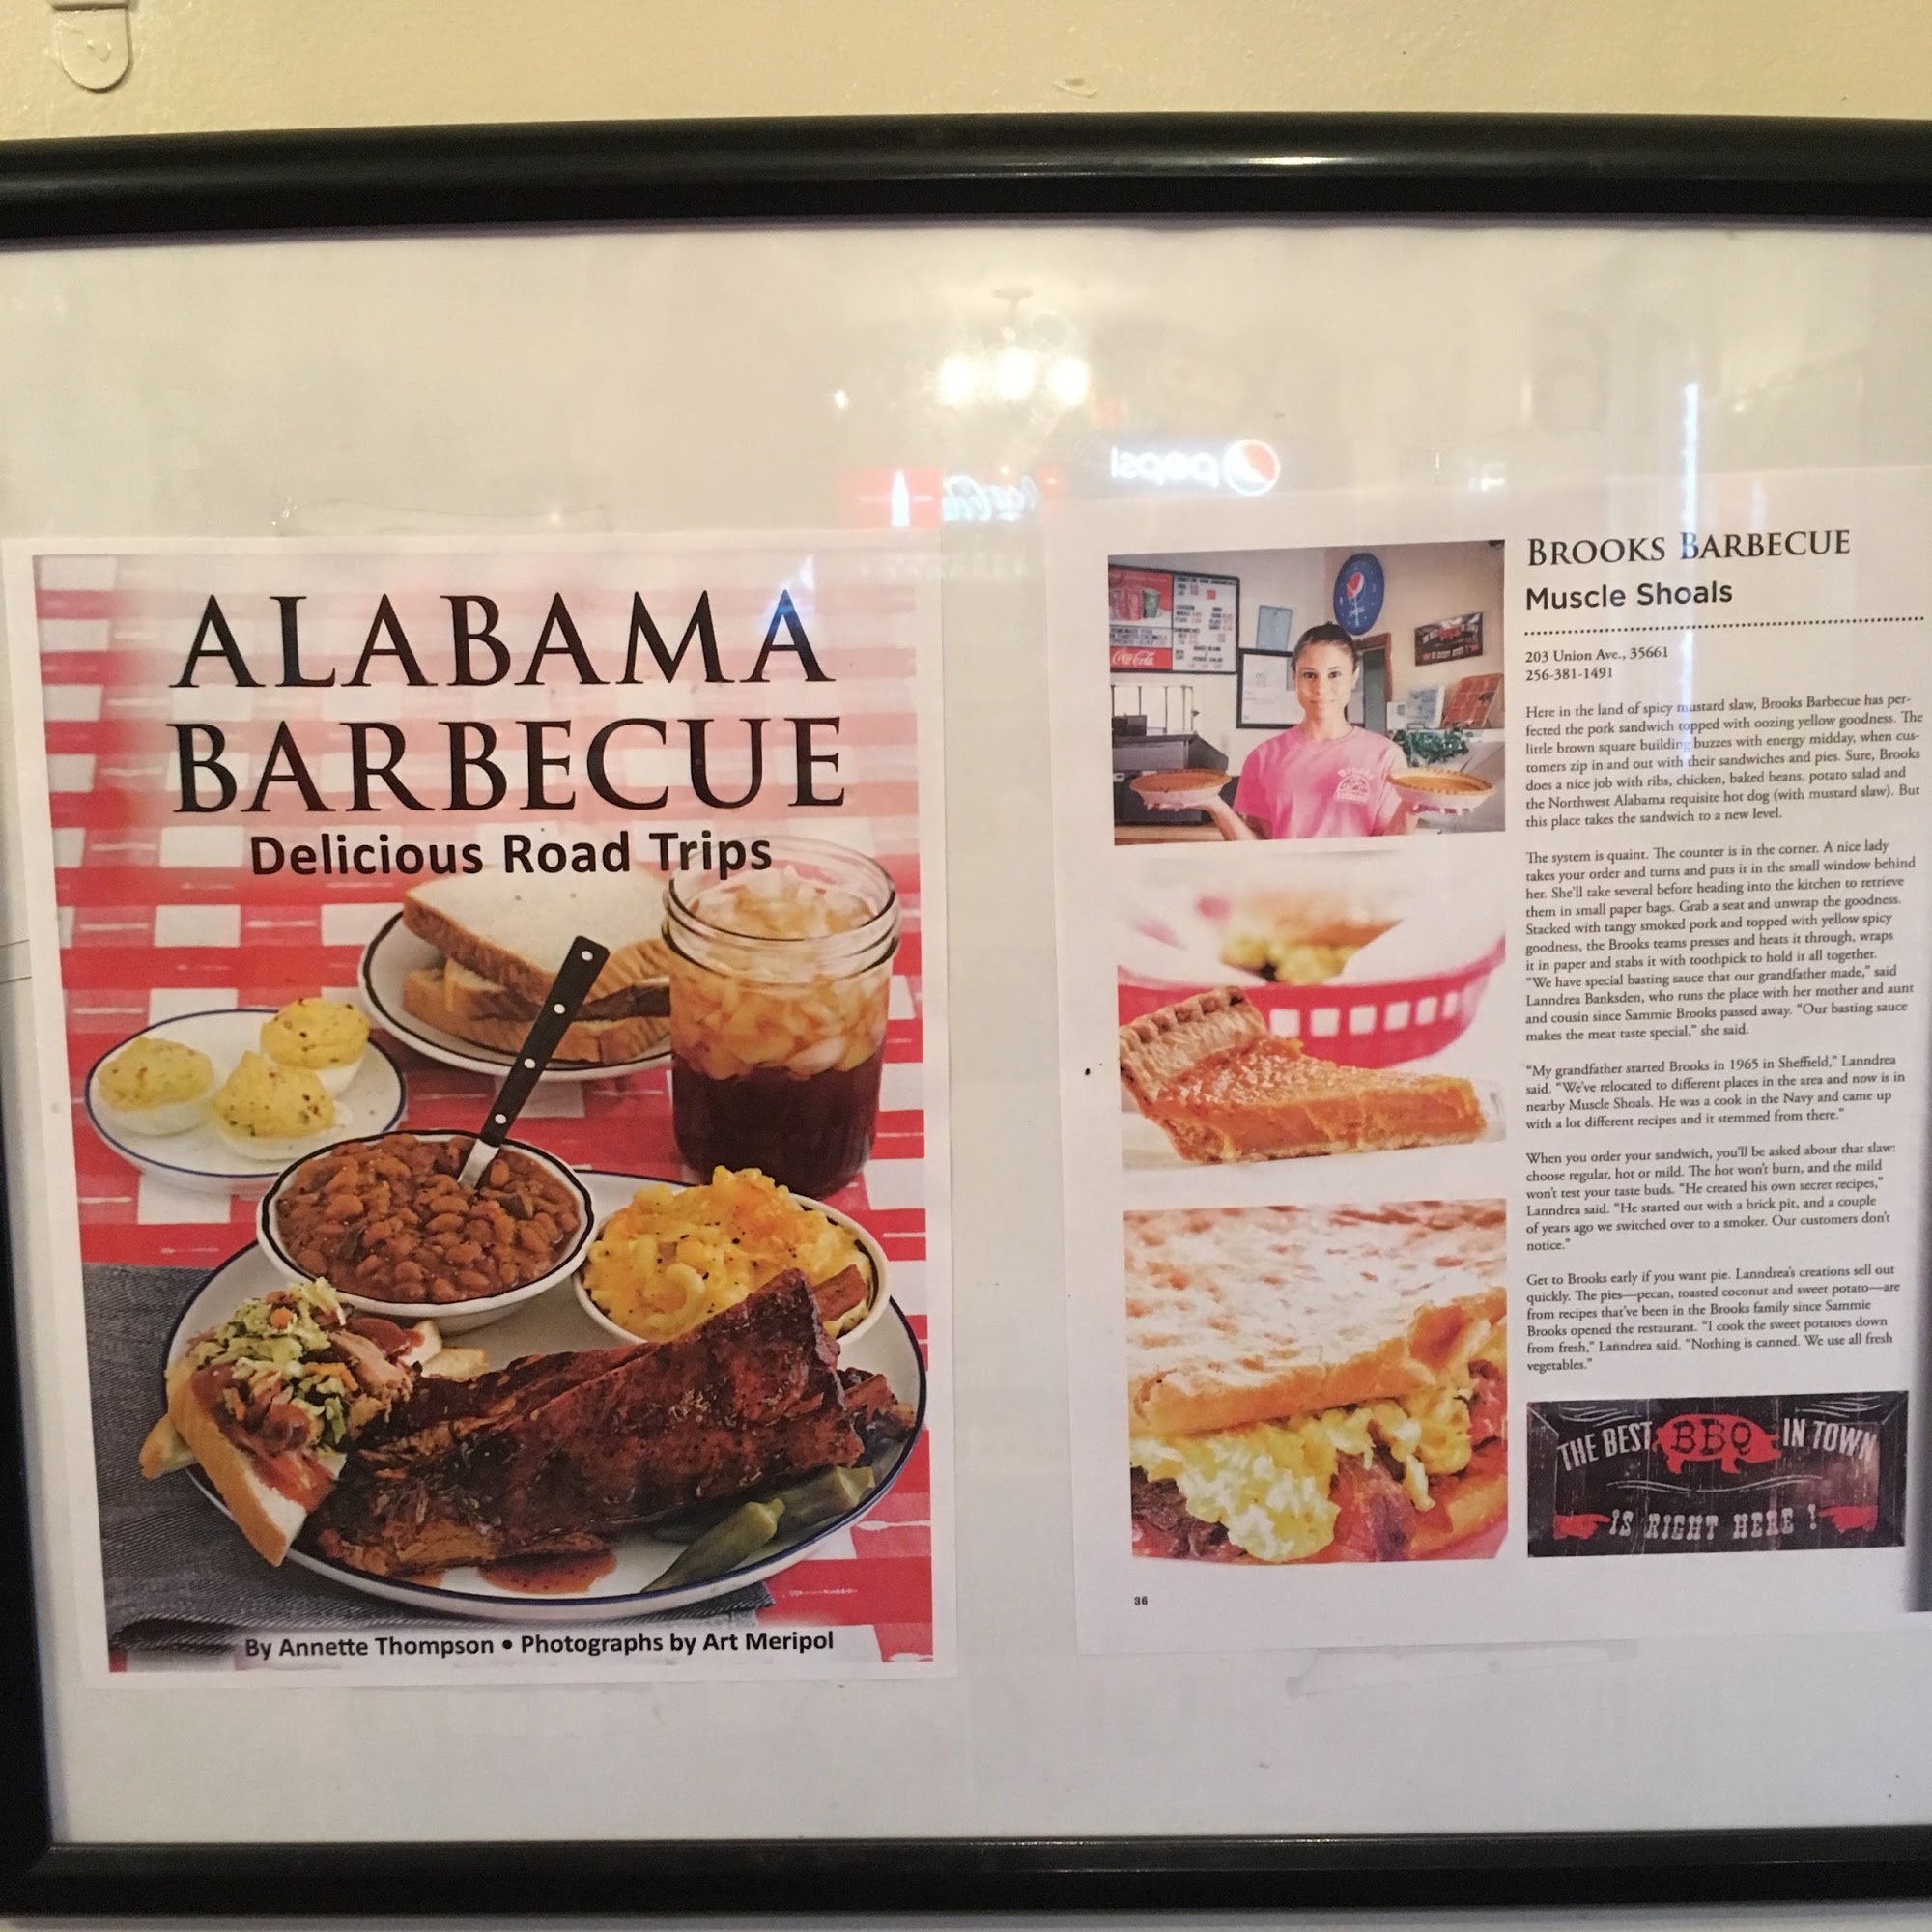 ALABAMA
BARBECUE
Delicious Road Trips
By Annette Thompson • Photographs by Art Meripol
pepsi
Coca-Cola
BROOKS BARBECUE
Muscle Shoals
203 Union Ave., 35661
256-381-1491
Here in the land of spicy mustard slaw, Brooks Barbecue has per-
fected the pork sandwich topped with oozing yellow goodness. The
little brown square building buzzes with energy midday, when cus-
tomers zip in and out with their sandwiches and pies. Sure, Brooks
does a nice job with ribs, chicken, baked beans, potato salad and
the Northwest Alabama requisite hot dog (with mustard slaw). But
this place takes the sandwich to a new level.
The system is quaint. The counter is in the corner. A nice lady
takes your order and turns and puts it in the small window behind
her. She'll take several before heading into the kitchen to retrieve
them in small paper bags. Grab a seat and unwrap the goodness.
Stacked with tangy smoked pork and topped with yellow spicy
goodness, the Brooks teams presses and heats it through, wraps
it in paper and stabs it with toothpick to hold it all together.
“We have special basting sauce that our grandfather made,” said
Lanndrea Banksden, who runs the place with her mother and aunt
and cousin since Sammie Brooks passed away. “Our basting sauce
makes the meat taste special,” she said.
“My grandfather started Brooks in 1965 in Sheffield,” Lanndrea
said. “We've relocated to different places in the area and now is in
nearby Muscle Shoals. He was a cook in the Navy and came up
with a lot different recipes and it stemmed from there.”
When you order your sandwich, you'll be asked about that slaw:
choose regular, hot or mild. The hot won't burn, and the mild
won't test your taste buds. “He created his own secret recipes,”
Lanndrea said. “He started out with a brick pit, and a couple
of years ago we switched over to a smoker. Our customers don't
notice.”
Get to Brooks early if you want pie. Lanndrea's creations sell out
quickly. The pies—pecan, toasted coconut and sweet potato—are
from recipes that've been in the Brooks family since Sammie
Brooks opened the restaurant. “I cook the sweet potatoes down
from fresh,” Lanndrea said. “Nothing is canned. We use all fresh
vegetables.”
THE BEST BBQ IN TOWN
IS RIGHT HERE !
36